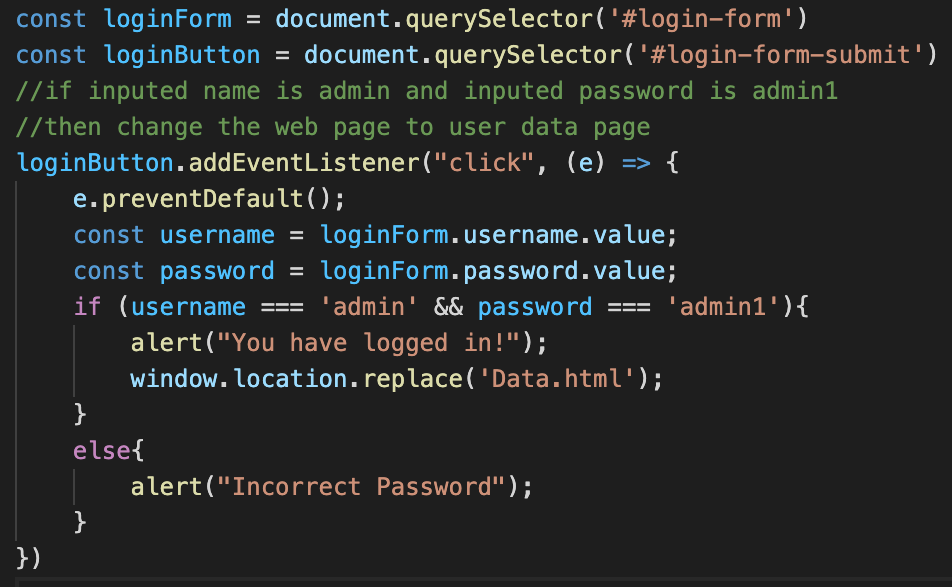 const loginForm = document.querySelector('#login-form')
const loginButton = document.querySelector('#login-form-submit')
//if inputed name is admin and inputed password is admin1
//then change the web page to user data page
loginButton.addEventListener("click", (e) => {
    e.preventDefault();
    const username = loginForm.username.value;
    const password = loginForm.password.value;
    if (username === 'admin' && password === 'admin1'){
        alert("You have logged in!");
        window.location.replace('Data.html');
    }
    else{
        alert("Incorrect Password");
    }
})